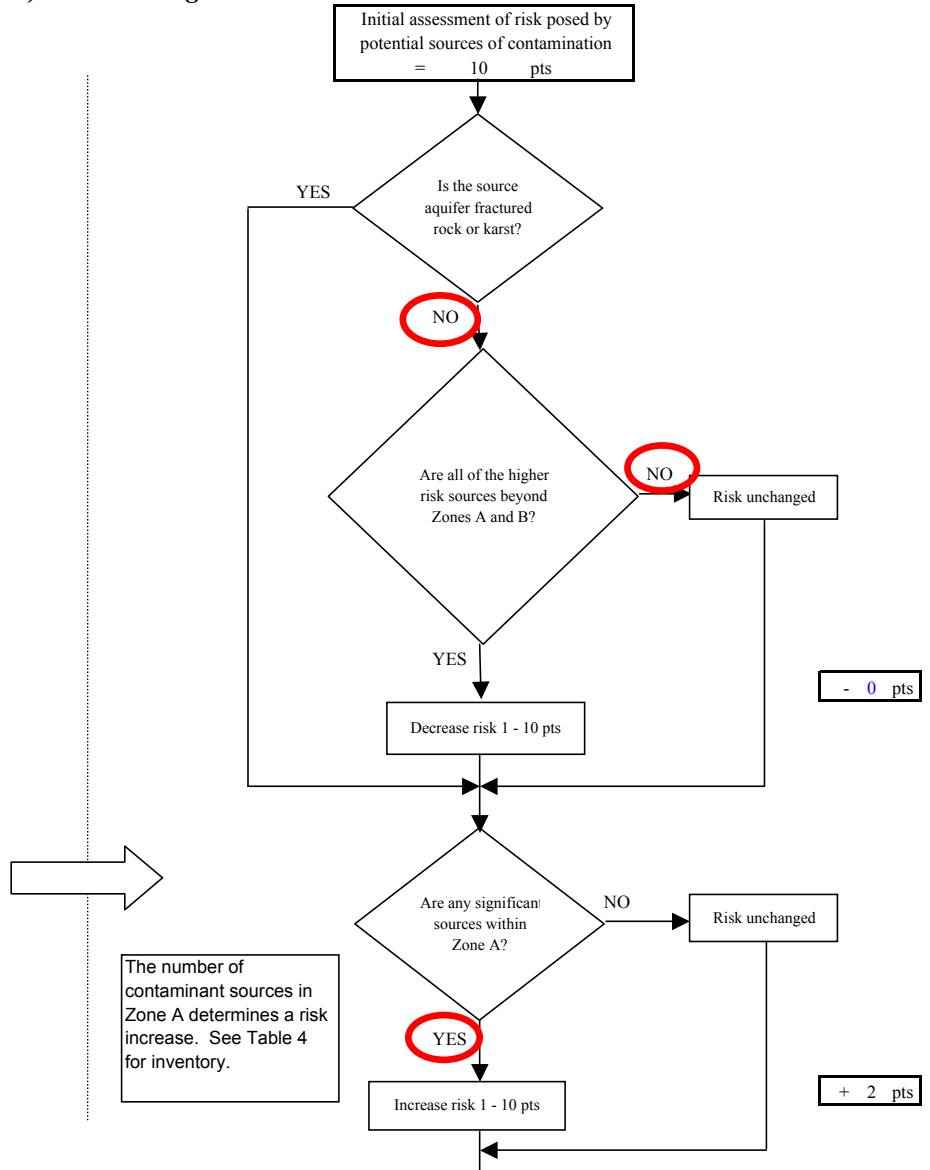 Initial assessment of risk posed by
potential sources of contamination
= 10 pts
YES
Is the source
aquifer fractured
rock or karst?
NO
Are all of the higher
risk sources beyond
Zones A and B?
NO
Risk unchanged
YES
- 0 pts
Decrease risk 1 - 10 pts
Are any significant
sources within
Zone A?
NO
Risk unchanged
The number of
contaminant sources in
Zone A determines a risk
increase. See Table 4
for inventory.
YES
+ 2 pts
Increase risk 1 - 10 pts